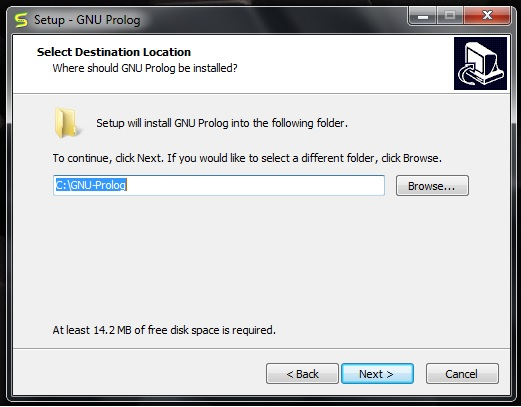 Setup - GNU Prolog
Select Destination Location
Where should GNU Prolog be installed?
Setup will install GNU Prolog into the following folder.
To continue, click Next. If you would like to select a different folder, click Browse.
C:\GNU-Prolog
Browse...
At least 14.2 MB of free disk space is required.
< Back
Next >
Cancel